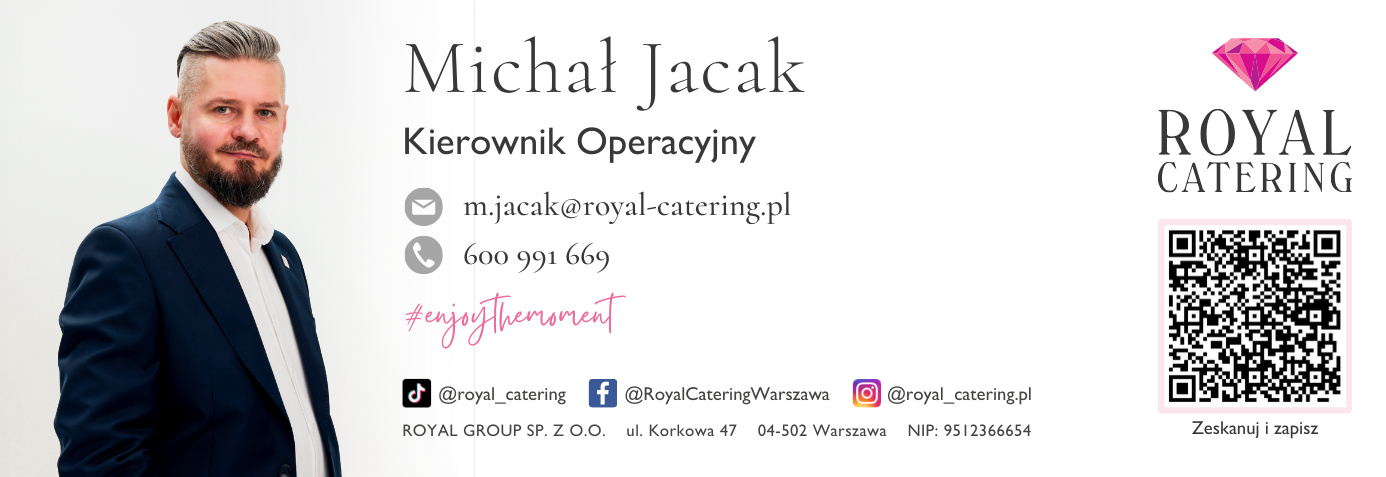 Michał Jacak
Kierownik Operacyjny
m.jacak@royal-catering.pl
600 991 669
#enjoythemoment
@royal_catering @RoyalCateringWarszawa @royal_catering.pl
ROYAL GROUP SP. Z O.O. ul. Korkowa 47 04-502 Warszawa NIP: 9512366654
ROYAL
CATERING
Zeskanuj i zapisz